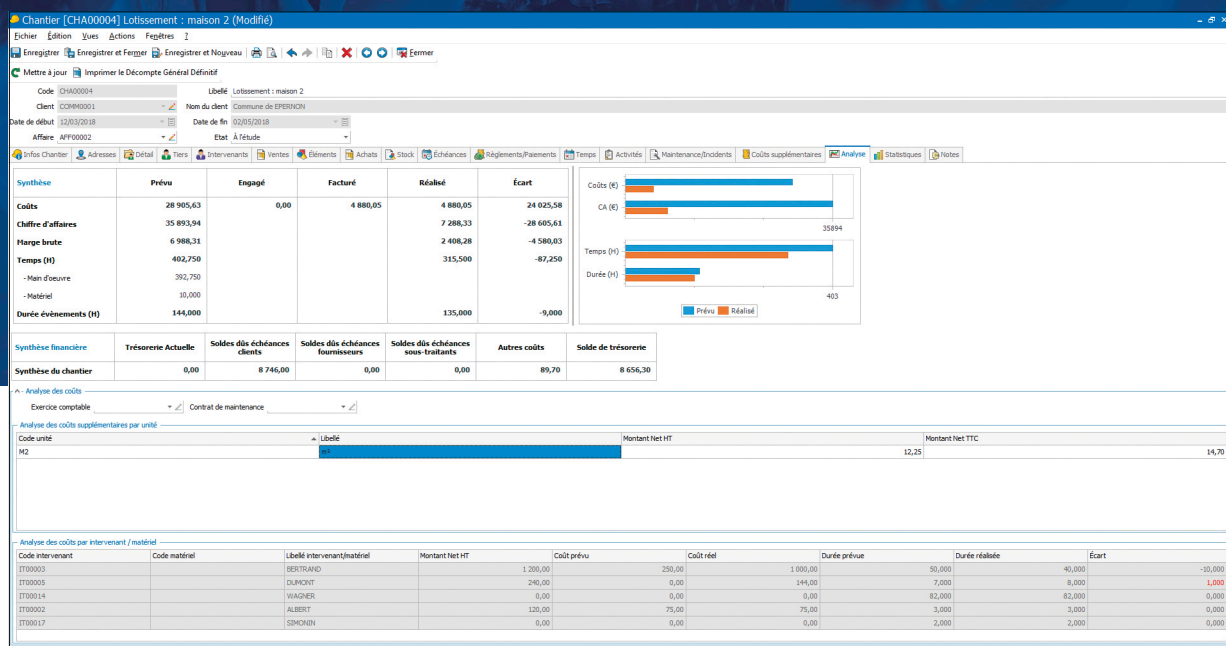 Chantier [CHA00004] Lotissement : maison 2 (Modifié)
Fichier Édition Vues Actions Fenêtres ?
Enregistrer Enregistrer et Fermer Enregistrer et Nouveau Fermer
Mettre à jour Imprimer le Décompte Général Définitif
Code CHA00004 Libellé Lotissement : maison 2
Client COMM0001 Nom du client Commune de EPERNON
Date de début 12/03/2018 Date de fin 02/05/2018
Affaire AFF00002 Etat À l'étude
Infos Chantier Adresses Détail Tiers Intervenants Ventes Éléments Achats Stock Échéances Règlements/Paiements Temps Activités Maintenance/Incidents Coûts supplémentaires Analyse Statistiques Notes
Synthèse Prévu Engagé Facturé Réalisé Écart
Coûts 28 905,63 0,00 4 880,05 4 880,05 24 025,58
Chiffre d'affaires 35 893,94 7 288,33 -28 605,61
Marge brute 6 988,31 2 408,28 -4 580,03
Temps (H) 402,750 315,500 -87,250
- Main d'oeuvre 392,750
- Matériel 10,000
Durée évènements (H) 144,000 135,000 -9,000
Coûts (€)
CA (€)
35894
Temps (H)
Durée (H)
403
Prévu Réalisé
Synthèse financière Trésorerie Actuelle Soldes dûs échéances clients Soldes dûs échéances fournisseurs Soldes dûs échéances sous-traitants Autres coûts Solde de trésorerie
Synthèse du chantier 0,00 8 746,00 0,00 0,00 89,70 8 656,30
Analyse des coûts
Exercice comptable Contrat de maintenance
Analyse des coûts supplémentaires par unité
Code unité Libellé Montant Net HT Montant Net TTC
M2 m² 12,25 14,70
Analyse des coûts par intervenant / matériel
Code intervenant Code matériel Libellé intervenant/matériel Montant Net HT Coût prévu Coût réel Durée prévue Durée réalisée Écart
IT00003 BERTRAND 1 200,00 250,00 1 000,00 50,000 40,000 -10,000
IT00005 DUMONT 240,00 0,00 144,00 7,000 8,000 1,000
IT00014 WAGNER 0,00 0,00 0,00 82,000 82,000 0,000
IT00002 ALBERT 120,00 75,00 75,00 3,000 3,000 0,000
IT00017 SIMONIN 0,00 0,00 0,00 2,000 2,000 0,000